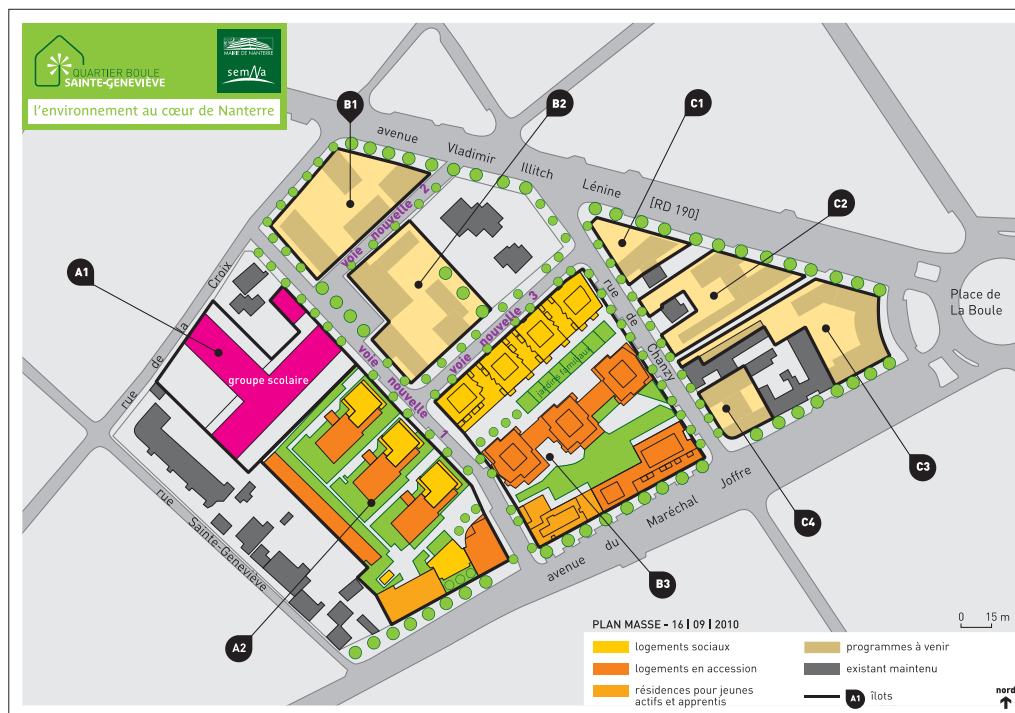 QUARTIER BOULE
SAINTE-GENEVIÈVE
MAIRIE DE NANTERRE
semNa
l'environnement au cœur de Nanterre
B1
B2
C1
avenue Vladimir Illitch Lénine [RD 190]
C2
A1
rue de la Croix
voie nouvelle 2
voie nouvelle 3
rue de Chanzy
Place de
La Boule
groupe scolaire
voie nouvelle 1
jardins familiaux
C3
C4
rue Sainte-Geneviève
avenue du Maréchal Joffre
B3
A2
0 15 m
PLAN MASSE - 16 | 09 | 2010
logements sociaux
logements en accession
résidences pour jeunes
actifs et apprentis
programmes à venir
existant maintenu
A1 îlots
nord